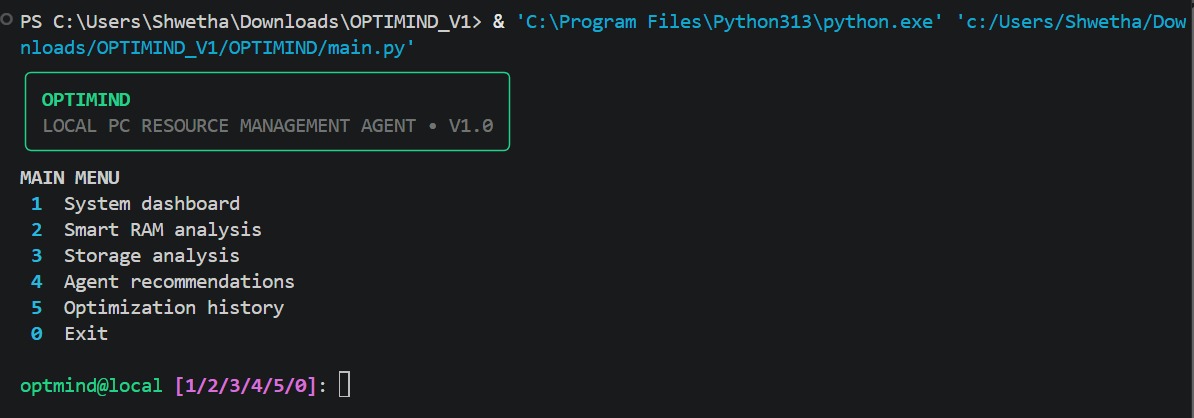 PS C:\Users\Shwetha\Downloads\OPTIMIND_V1> & 'C:\Program Files\Python313\python.exe' 'c:/Users/Shwetha/Dow
nloads/OPTIMIND_V1/OPTIMIND/main.py'
OPTIMIND
LOCAL PC RESOURCE MANAGEMENT AGENT • V1.0
MAIN MENU
1 System dashboard
2 Smart RAM analysis
3 Storage analysis
4 Agent recommendations
5 Optimization history
0 Exit
optmind@local [1/2/3/4/5/0]: